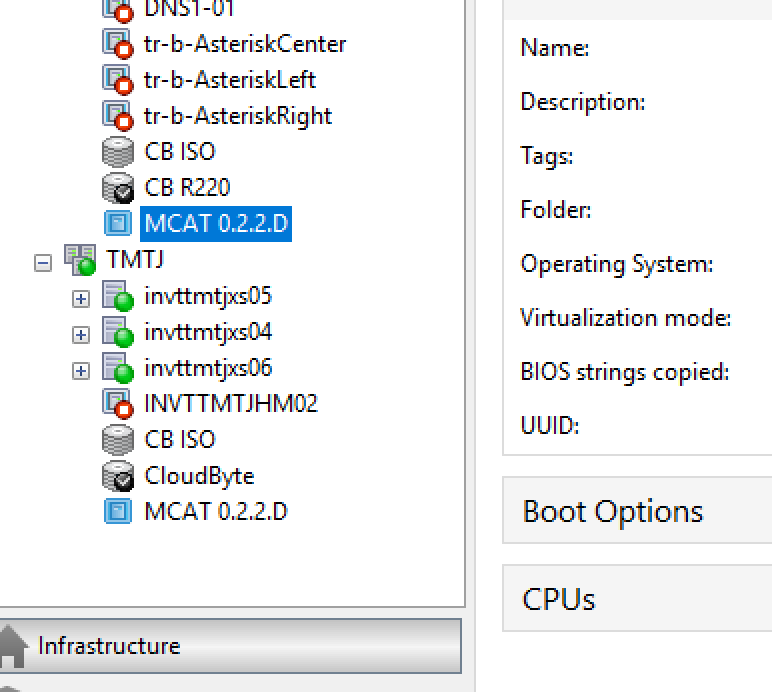 DNS1-01
tr-b-AsteriskCenter
tr-b-AsteriskLeft
tr-b-AsteriskRight
CB ISO
CB R220
MCAT 0.2.2.D
TMTJ
invttmtjxs05
invttmtjxs04
invttmtjxs06
INVTTMTJHM02
CB ISO
CloudByte
MCAT 0.2.2.D
Infrastructure
Name:
Description:
Tags:
Folder:
Operating System:
Virtualization mode:
BIOS strings copied:
UUID:
Boot Options
CPUs